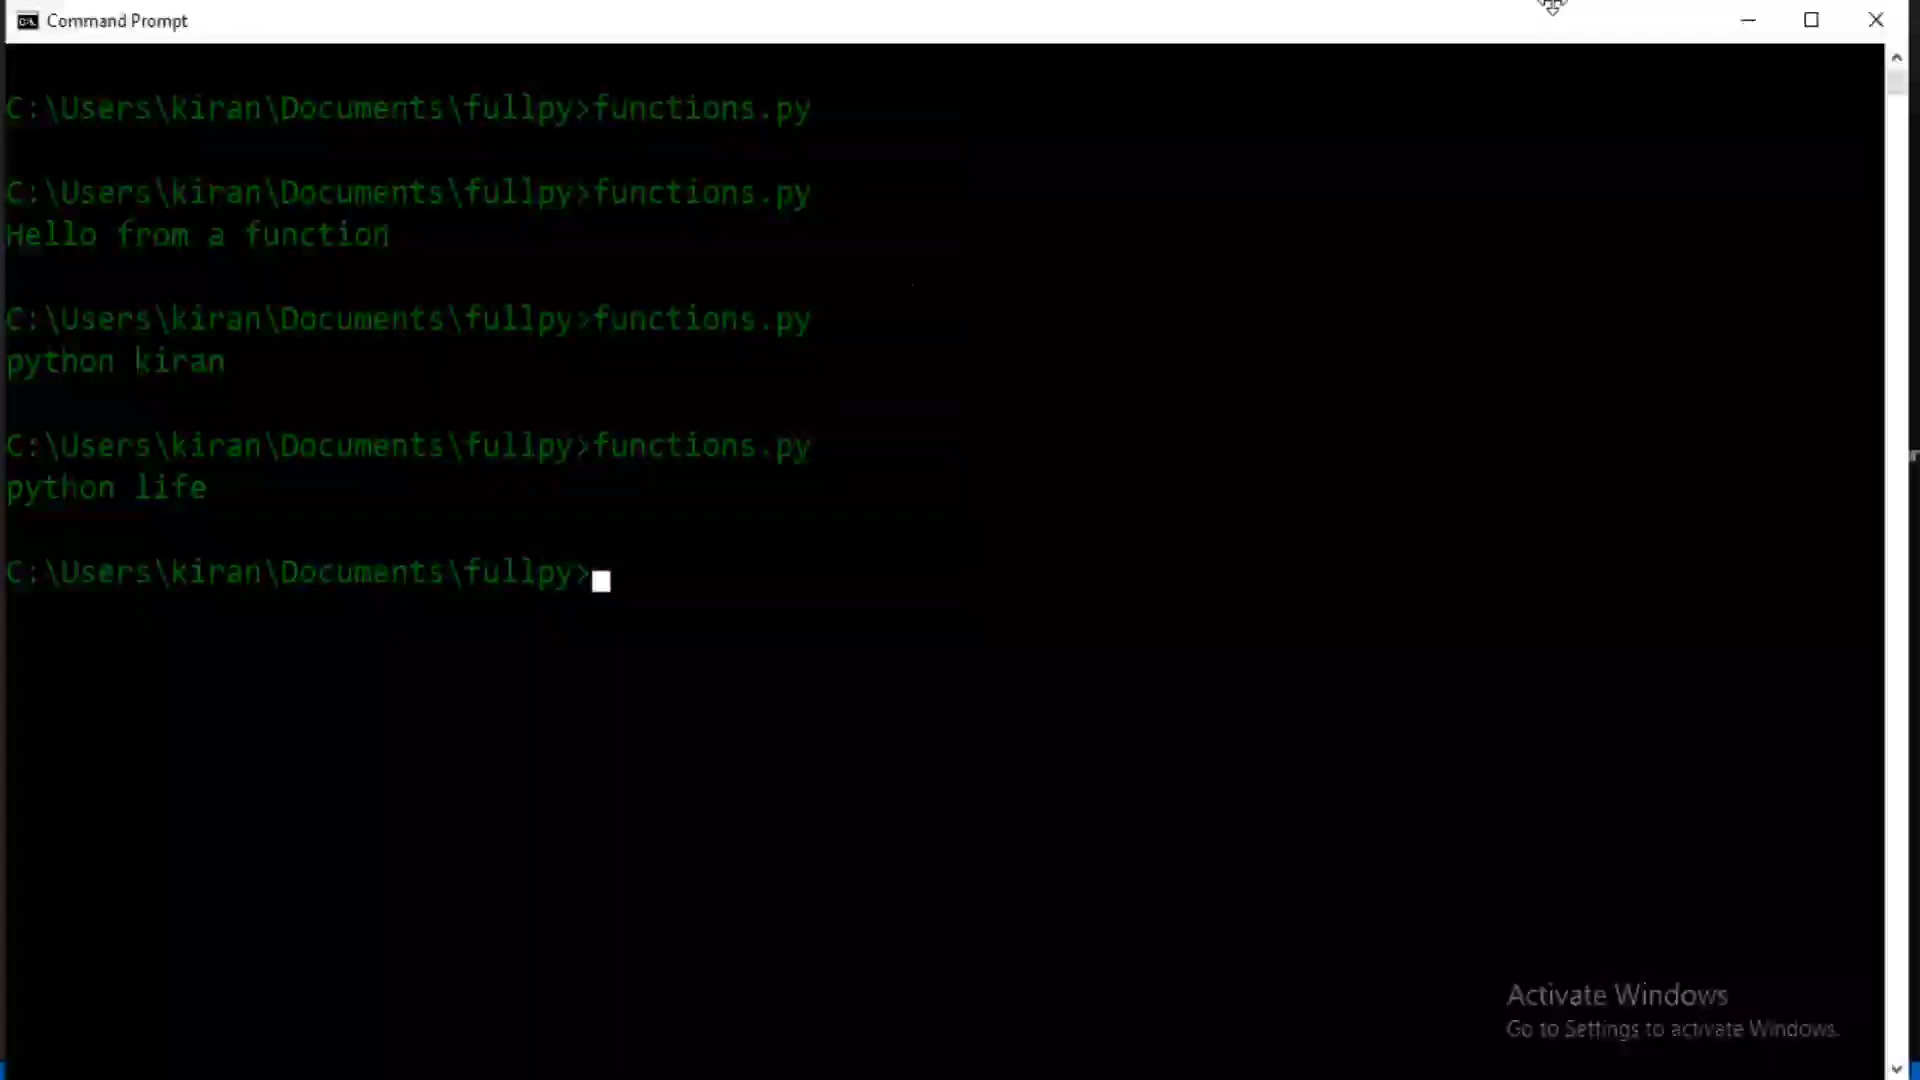 Command Prompt
C:\Users\kiran\Documents\fullpy>functions.py
C:\Users\kiran\Documents\fullpy>functions.py
Hello from a function
C:\Users\kiran\Documents\fullpy>functions.py
python kiran
C:\Users\kiran\Documents\fullpy>functions.py
python life
C:\Users\kiran\Documents\fullpy>
Activate Windows
Go to Settings to activate Windows.